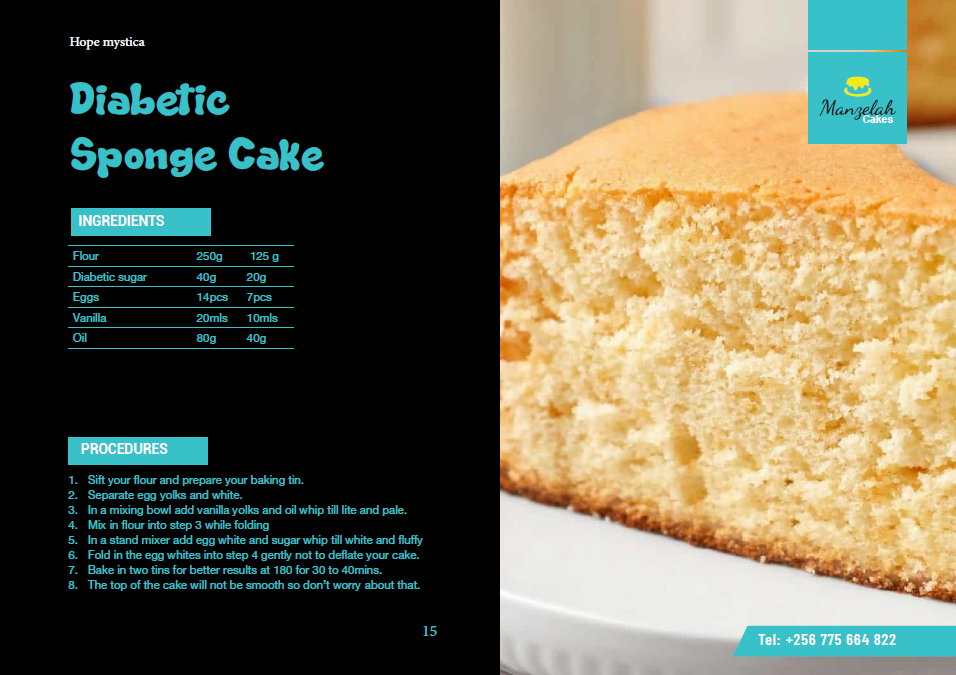 Hope mystica
Diabetic
Sponge Cake
INGREDIENTS
Flour 250g 125 g
Diabetic sugar 40g 20g
Eggs 14pcs 7pcs
Vanilla 20mls 10mls
Oil 80g 40g
PROCEDURES
1. Sift your flour and prepare your baking tin.
2. Separate egg yolks and white.
3. In a mixing bowl add vanilla yolks and oil whip till lite and pale.
4. Mix in flour into step 3 while folding
5. In a stand mixer add egg white and sugar whip till white and fluffy
6. Fold in the egg whites into step 4 gently not to deflate your cake.
7. Bake in two tins for better results at 180 for 30 to 40mins.
8. The top of the cake will not be smooth so don’t worry about that.
15
Manzelah
Cakes
Tel: +256 775 664 822